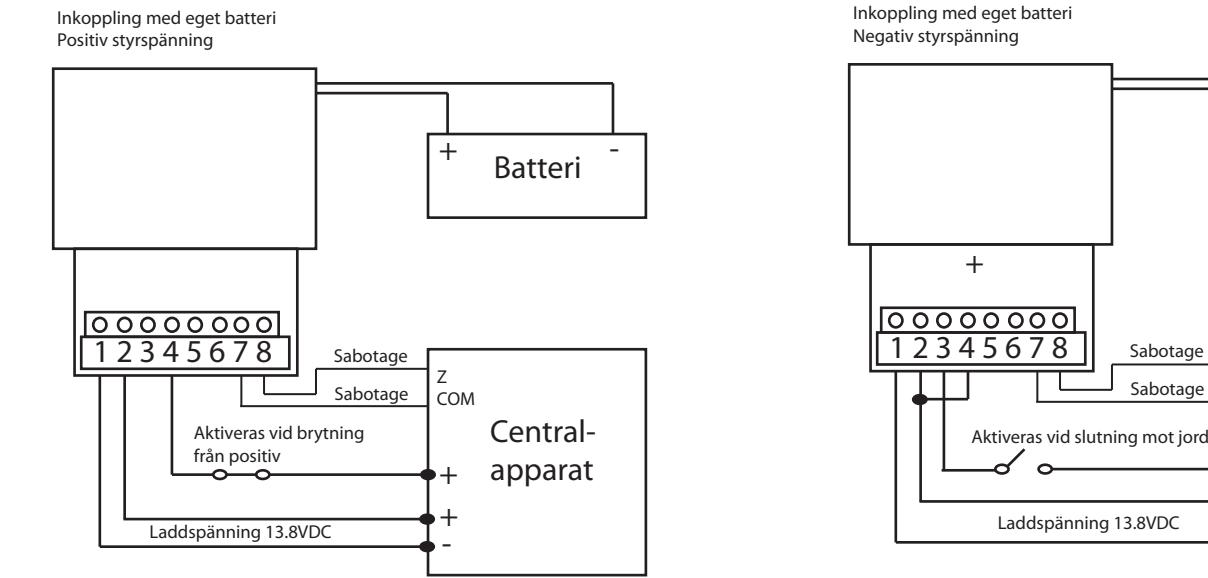 Inkoppling med eget batteri
Positiv styrspänning
+ Batteri -
1 2 3 4 5 6 7 8
Sabotage
Z
Sabotage
COM
Aktiveras vid brytning
från positiv
Central-
apparat
+
+
Laddspänning 13.8VDC
-
Inkoppling med eget batteri
Negativ styrspänning
+
1 2 3 4 5 6 7 8
Sabotage
Sabotage
Aktiveras vid slutning mot jord
Laddspänning 13.8VDC